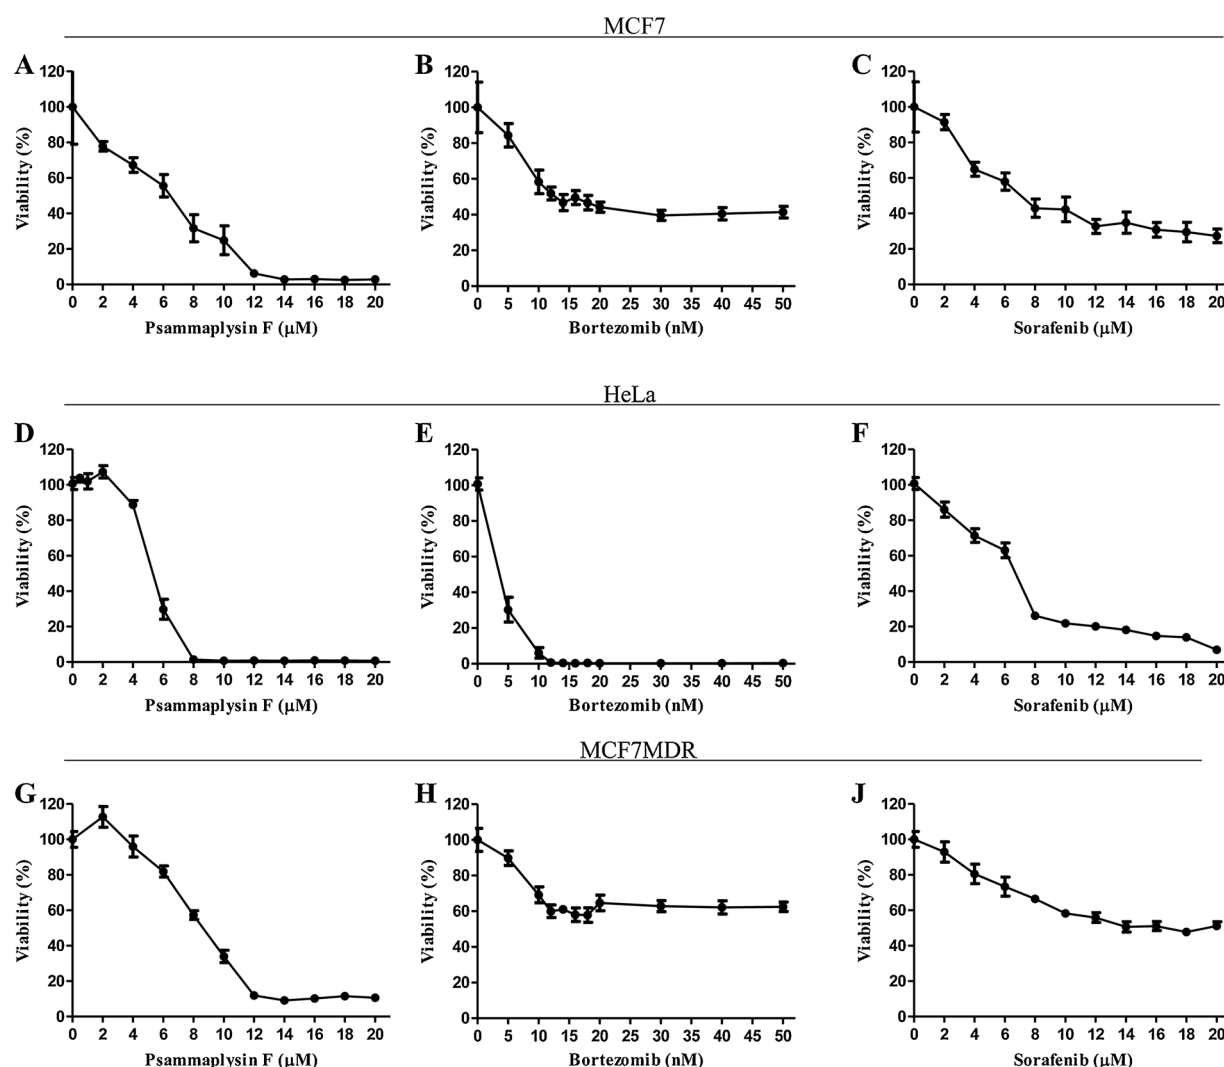 MCF7
A B C
120 120 120
100 100 100
80 80 80
60 60 60
40 40 40
20 20 20
0 0 0
Viability (%) Viability (%) Viability (%)
0 2 4 6 8 10 12 14 16 18 20 0 5 10 15 20 25 30 35 40 45 50 0 2 4 6 8 10 12 14 16 18 20
Psammaplysin F (μM) Bortezomib (nM) Sorafenib (μM)
HeLa
D E F
120 120 120
100 100 100
80 80 80
60 60 60
40 40 40
20 20 20
0 0 0
Viability (%) Viability (%) Viability (%)
0 2 4 6 8 10 12 14 16 18 20 0 5 10 15 20 25 30 35 40 45 50 0 2 4 6 8 10 12 14 16 18 20
Psammaplysin F (μM) Bortezomib (nM) Sorafenib (μM)
MCF7MDR
G H J
120 120 120
100 100 100
80 80 80
60 60 60
40 40 40
20 20 20
0 0 0
Viability (%) Viability (%) Viability (%)
0 2 4 6 8 10 12 14 16 18 20 0 5 10 15 20 25 30 35 40 45 50 0 2 4 6 8 10 12 14 16 18 20
Psammaplysin F (μM) Bortezomib (nM) Sorafenib (μM)